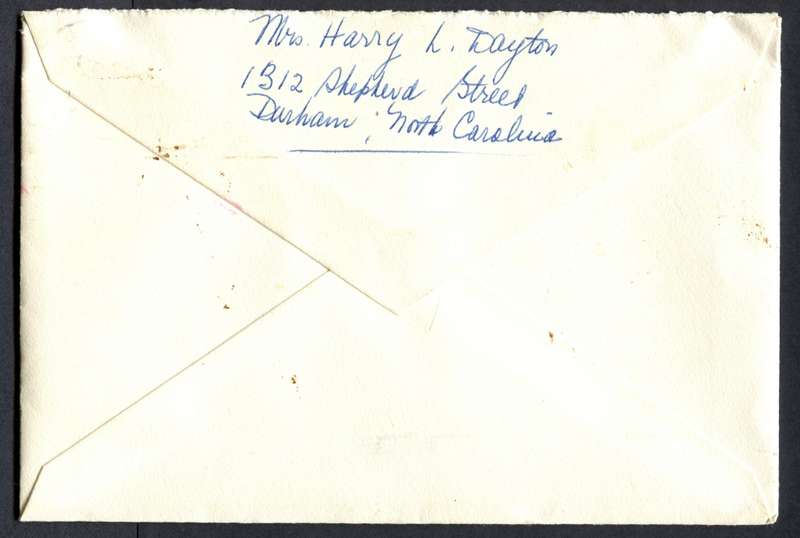 Mrs. Harry L. Dayton
1312 Shepherd Street
Durham, North Carolina